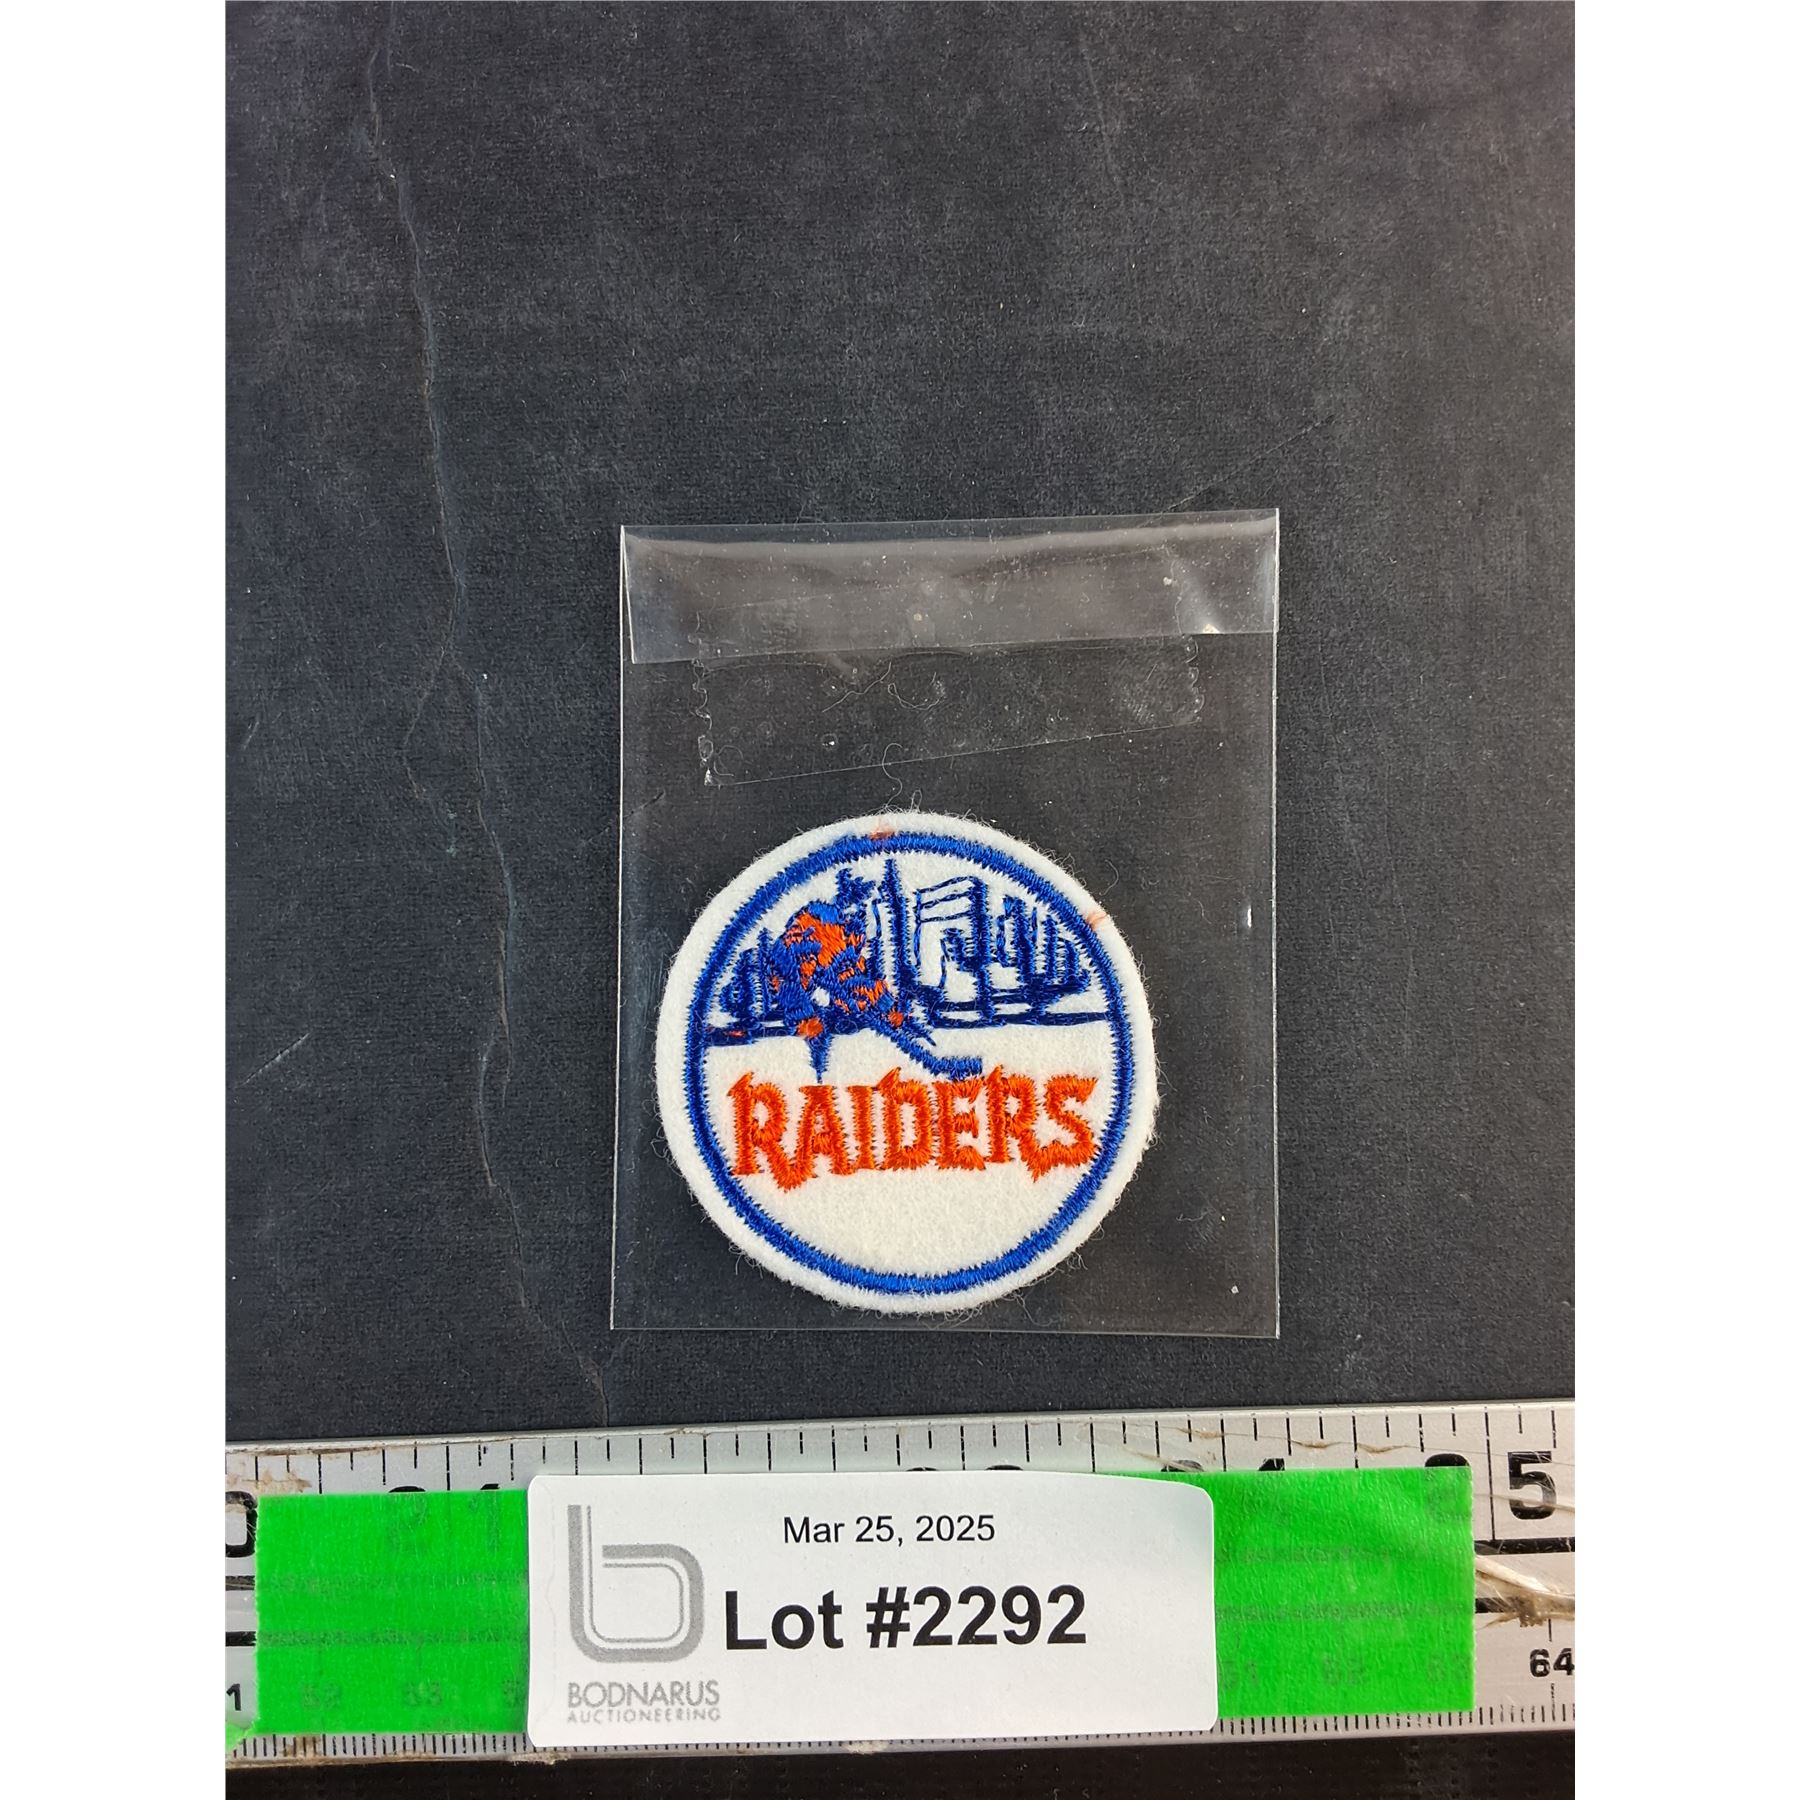 RAIDERS
5
Mar 25, 2025
Lot #2292
BODNARUS
AUCTIONEERING
64